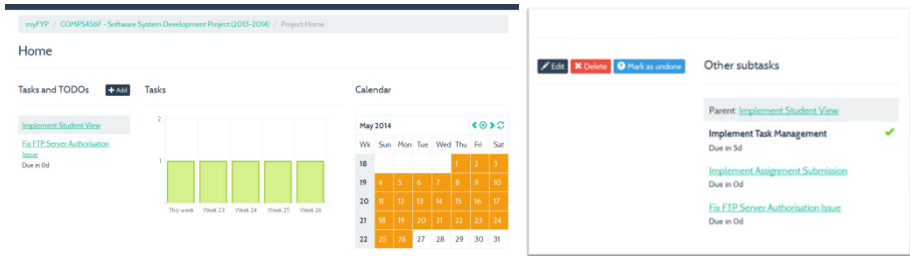 myFYP / COMPS456F - Software System Development Project (2013-2014) / Project Home
Home
Tasks and TODOs
Add
Implement Student View
Fix FTP Server Authorisation
Issue
Due in 0d
Tasks
2
1
This week Week 23 Week 24 Week 25 Week 26
Calendar
May 2014
Wk Sun Mon Tue Wed Thu Fri Sat
18 1 2 3
19 4 5 6 7 8 9 10
20 11 12 13 14 15 16 17
21 18 19 20 21 22 23 24
22 25 26 27 28 29 30 31
Edit Delete Mark as undone
Other subtasks
Parent: Implement Student View
Implement Task Management
Due in 5d
Implement Assignment Submission
Due in 0d
Fix FTP Server Authorisation Issue
Due in 0d